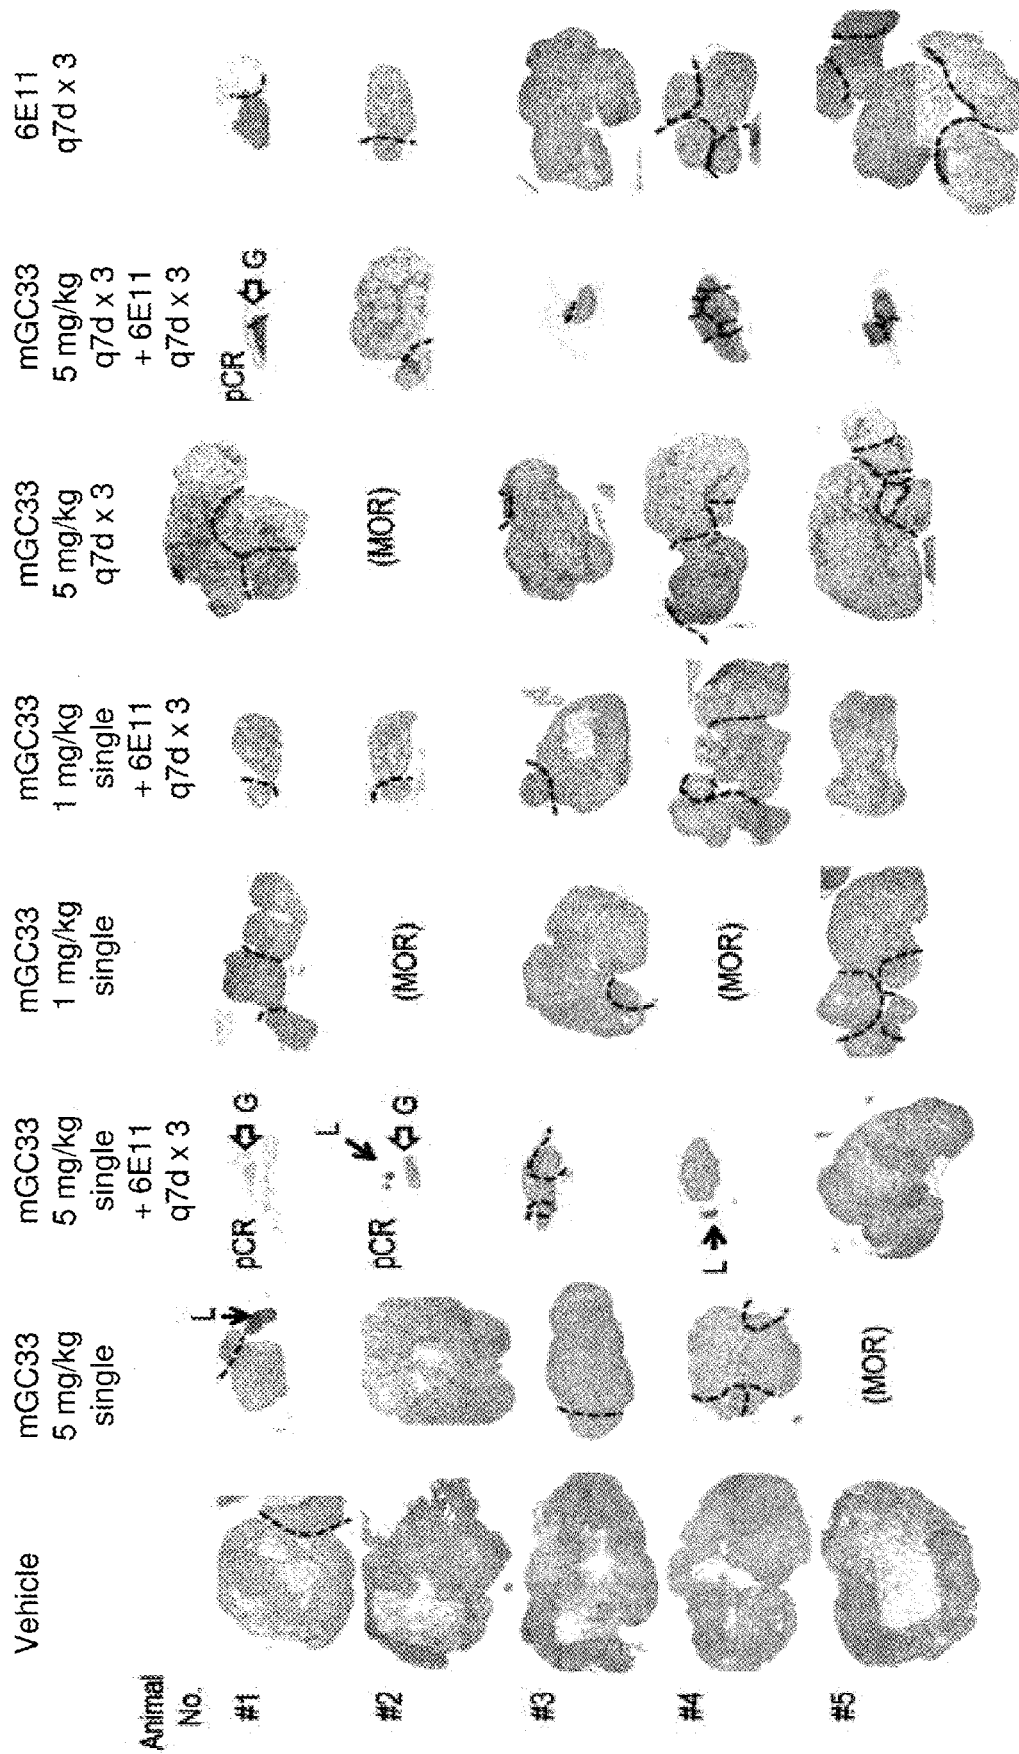 Vehicle
mGC33
5 mg/kg
single
mGC33
5 mg/kg
single
+ 6E11
q7d x 3
mGC33
1 mg/kg
single
mGC33
1 mg/kg
single
+ 6E11
q7d x 3
mGC33
5 mg/kg
q7d x 3
mGC33
5 mg/kg
q7d x 3
+ 6E11
q7d x 3
6E11
q7d x 3
Animal
No.
#1
L
pCR
G
pCR
G
#2
pCR
L
G
(MOR)
(MOR)
#3
#4
L
(MOR)
#5
(MOR)